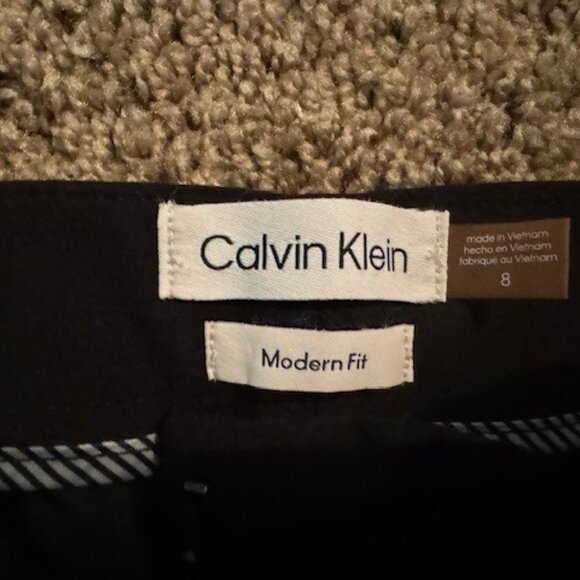 Calvin Klein
made in Vietnam
hecho en Vietnam
fabriqué au Vietnam
8
Modern Fit